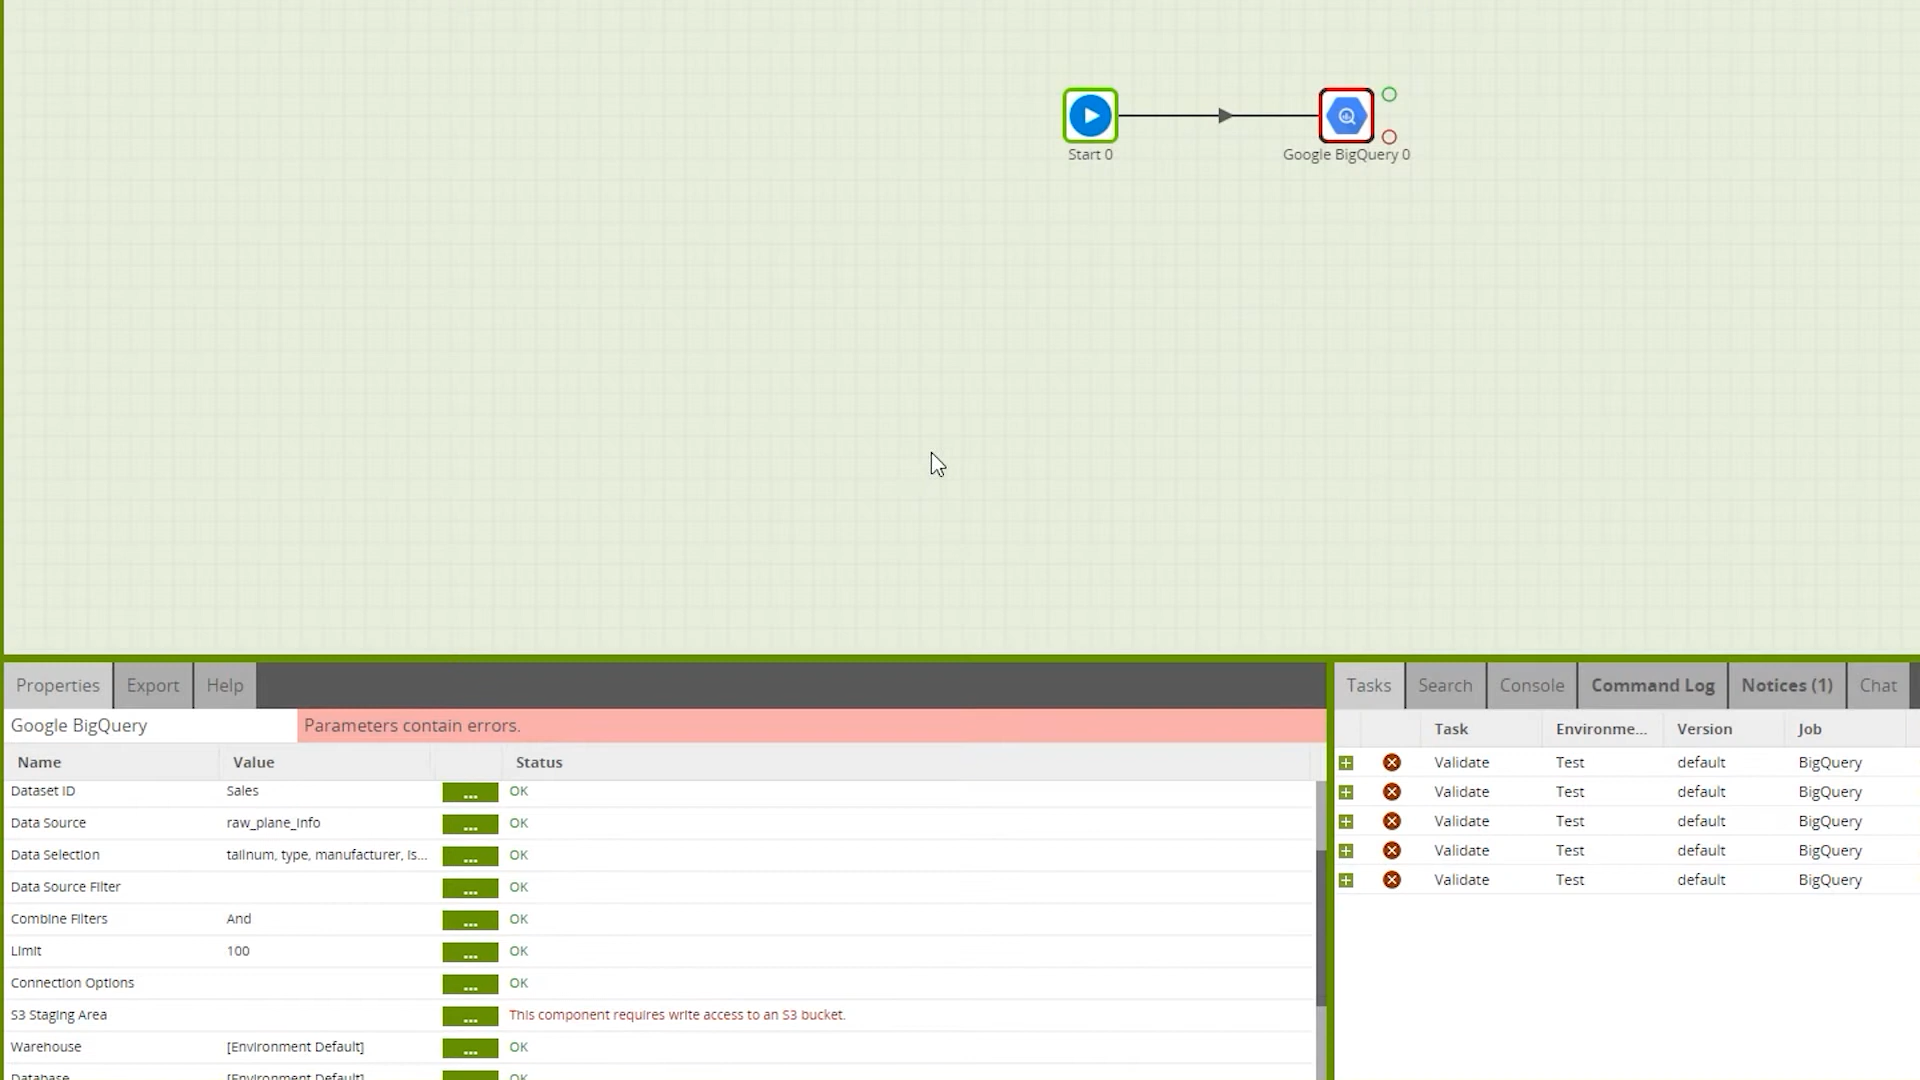 Start 0
Google BigQuery 0
Properties
Export
Help
Google BigQuery
Parameters contain errors.
Name Value Status
Dataset ID Sales ... OK
Data Source raw_plane_info ... OK
Data Selection tailnum, type, manufacturer, is... ... OK
Data Source Filter ... OK
Combine Filters And ... OK
Limit 100 ... OK
Connection Options ... OK
S3 Staging Area ... This component requires write access to an S3 bucket.
Warehouse [Environment Default] ... OK
Database [Environment Default] OK
Tasks
Search
Console
Command Log
Notices (1)
Chat
Task Environme... Version Job
Validate Test default BigQuery
Validate Test default BigQuery
Validate Test default BigQuery
Validate Test default BigQuery
Validate Test default BigQuery